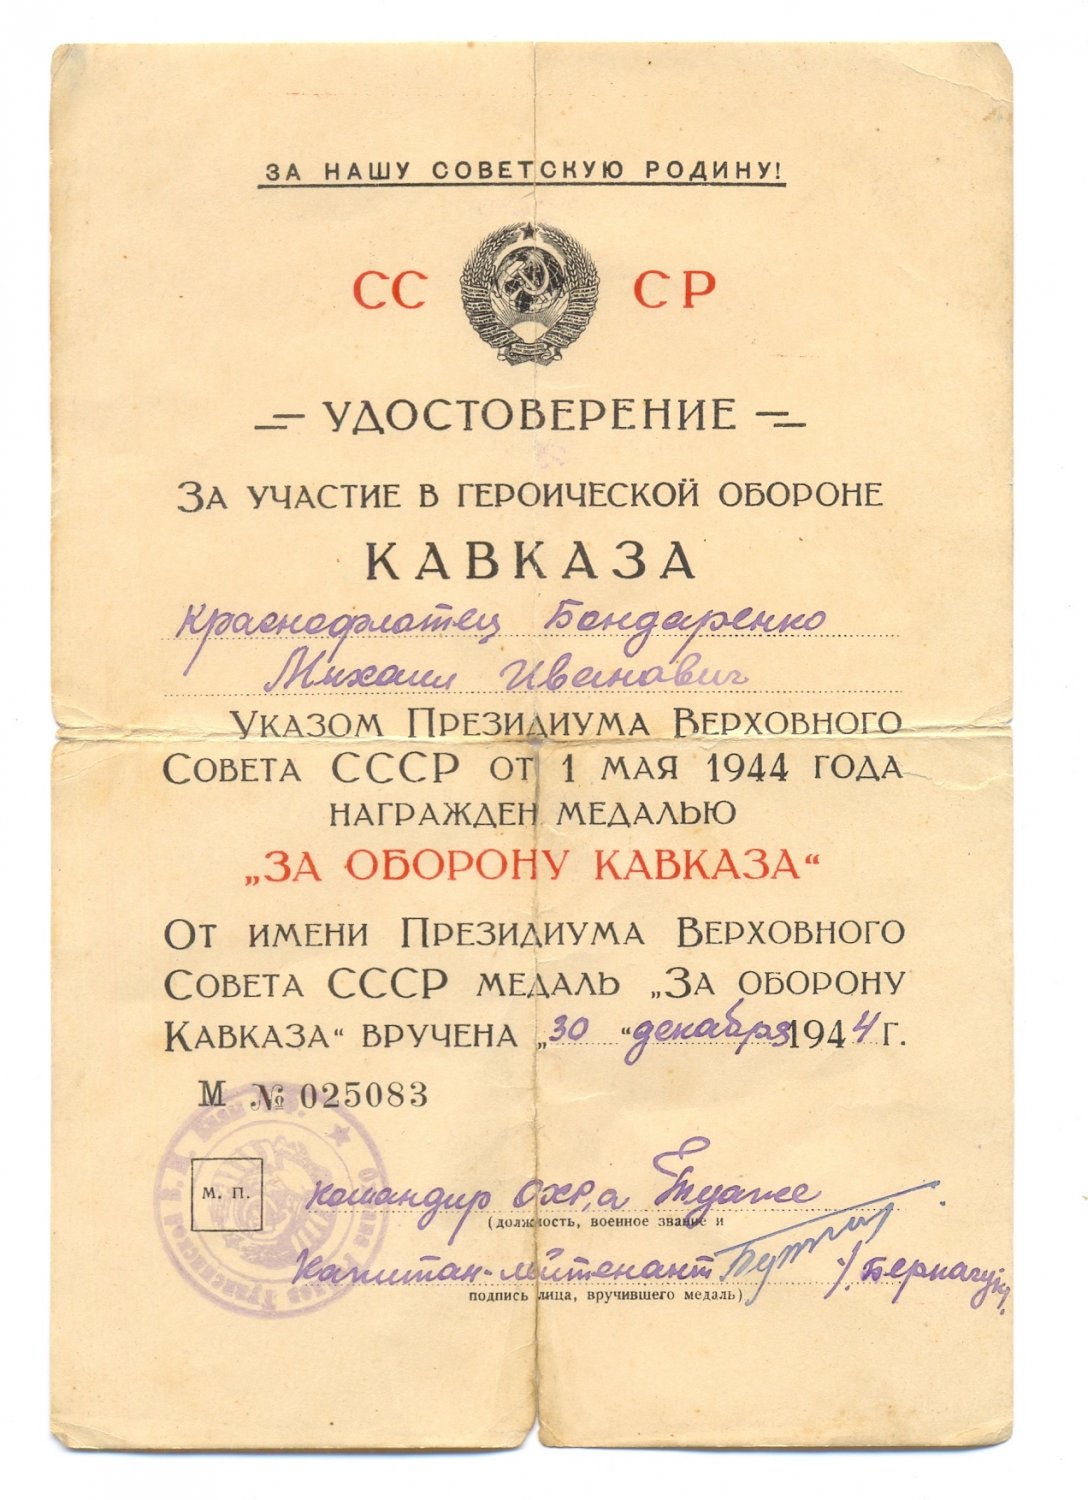 ЗА НАШУ СОВЕТСКУЮ РОДИНУ!
СС СР
УДОСТОВЕРЕНИЕ
ЗА УЧАСТИЕ В ГЕРОИЧЕСКОЙ ОБОРОНЕ
КАВКАЗА
Краснофлотец Бондаренко
Михаил Иванович
УКАЗОМ ПРЕЗИДИУМА ВЕРХОВНОГО
СОВЕТА СССР ОТ 1 МАЯ 1944 ГОДА
НАГРАЖДЕН МЕДАЛЬЮ
„ЗА ОБОРОНУ КАВКАЗА“
ОТ ИМЕНИ ПРЕЗИДИУМА ВЕРХОВНОГО
СОВЕТА СССР МЕДАЛЬ „ЗА ОБОРОНУ
КАВКАЗА“ ВРУЧЕНА „30 “ декабря 1944 Г.
М № 025083
М. П.
Командир ОХР,а Туапсе
(должность, военное звание и
Капитан-лейтенант
подпись лица, вручившего медаль)